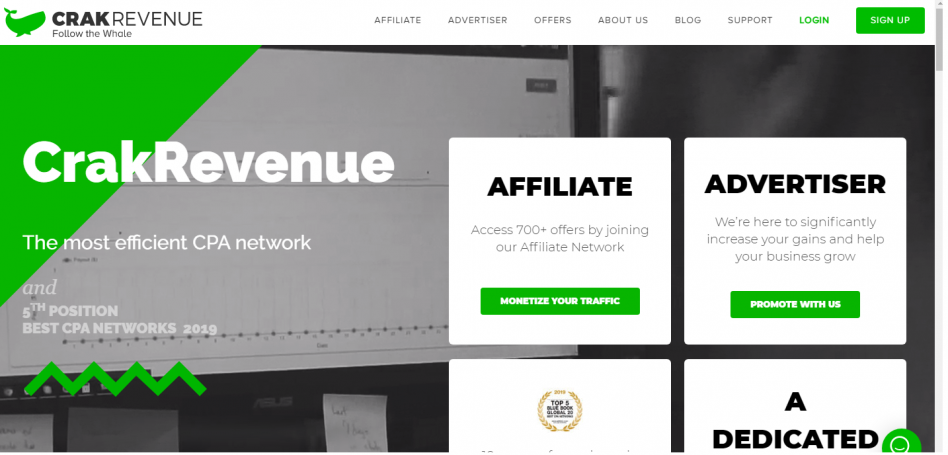 CRAKREVENUE
Follow the Whale
AFFILIATE ADVERTISER OFFERS ABOUT US BLOG SUPPORT LOGIN SIGN UP
CrakRevenue
The most efficient CPA network
and
5TH POSITION
BEST CPA NETWORKS 2019
AFFILIATE
Access 700+ offers by joining
our Affiliate Network
MONETIZE YOUR TRAFFIC
ADVERTISER
We're here to significantly
increase your gains and help
your business grow
PROMOTE WITH US
2019
TOP 5
BLUE BOOK
GLOBAL 20
A
DEDICATED
ASUS